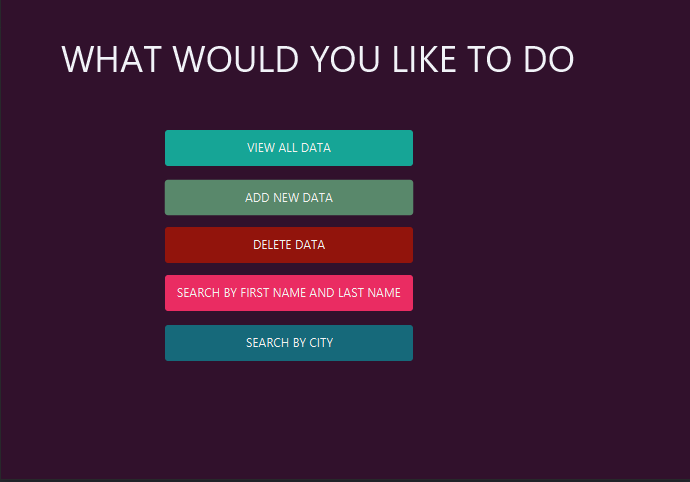 WHAT WOULD YOU LIKE TO DO
VIEW ALL DATA
ADD NEW DATA
DELETE DATA
SEARCH BY FIRST NAME AND LAST NAME
SEARCH BY CITY